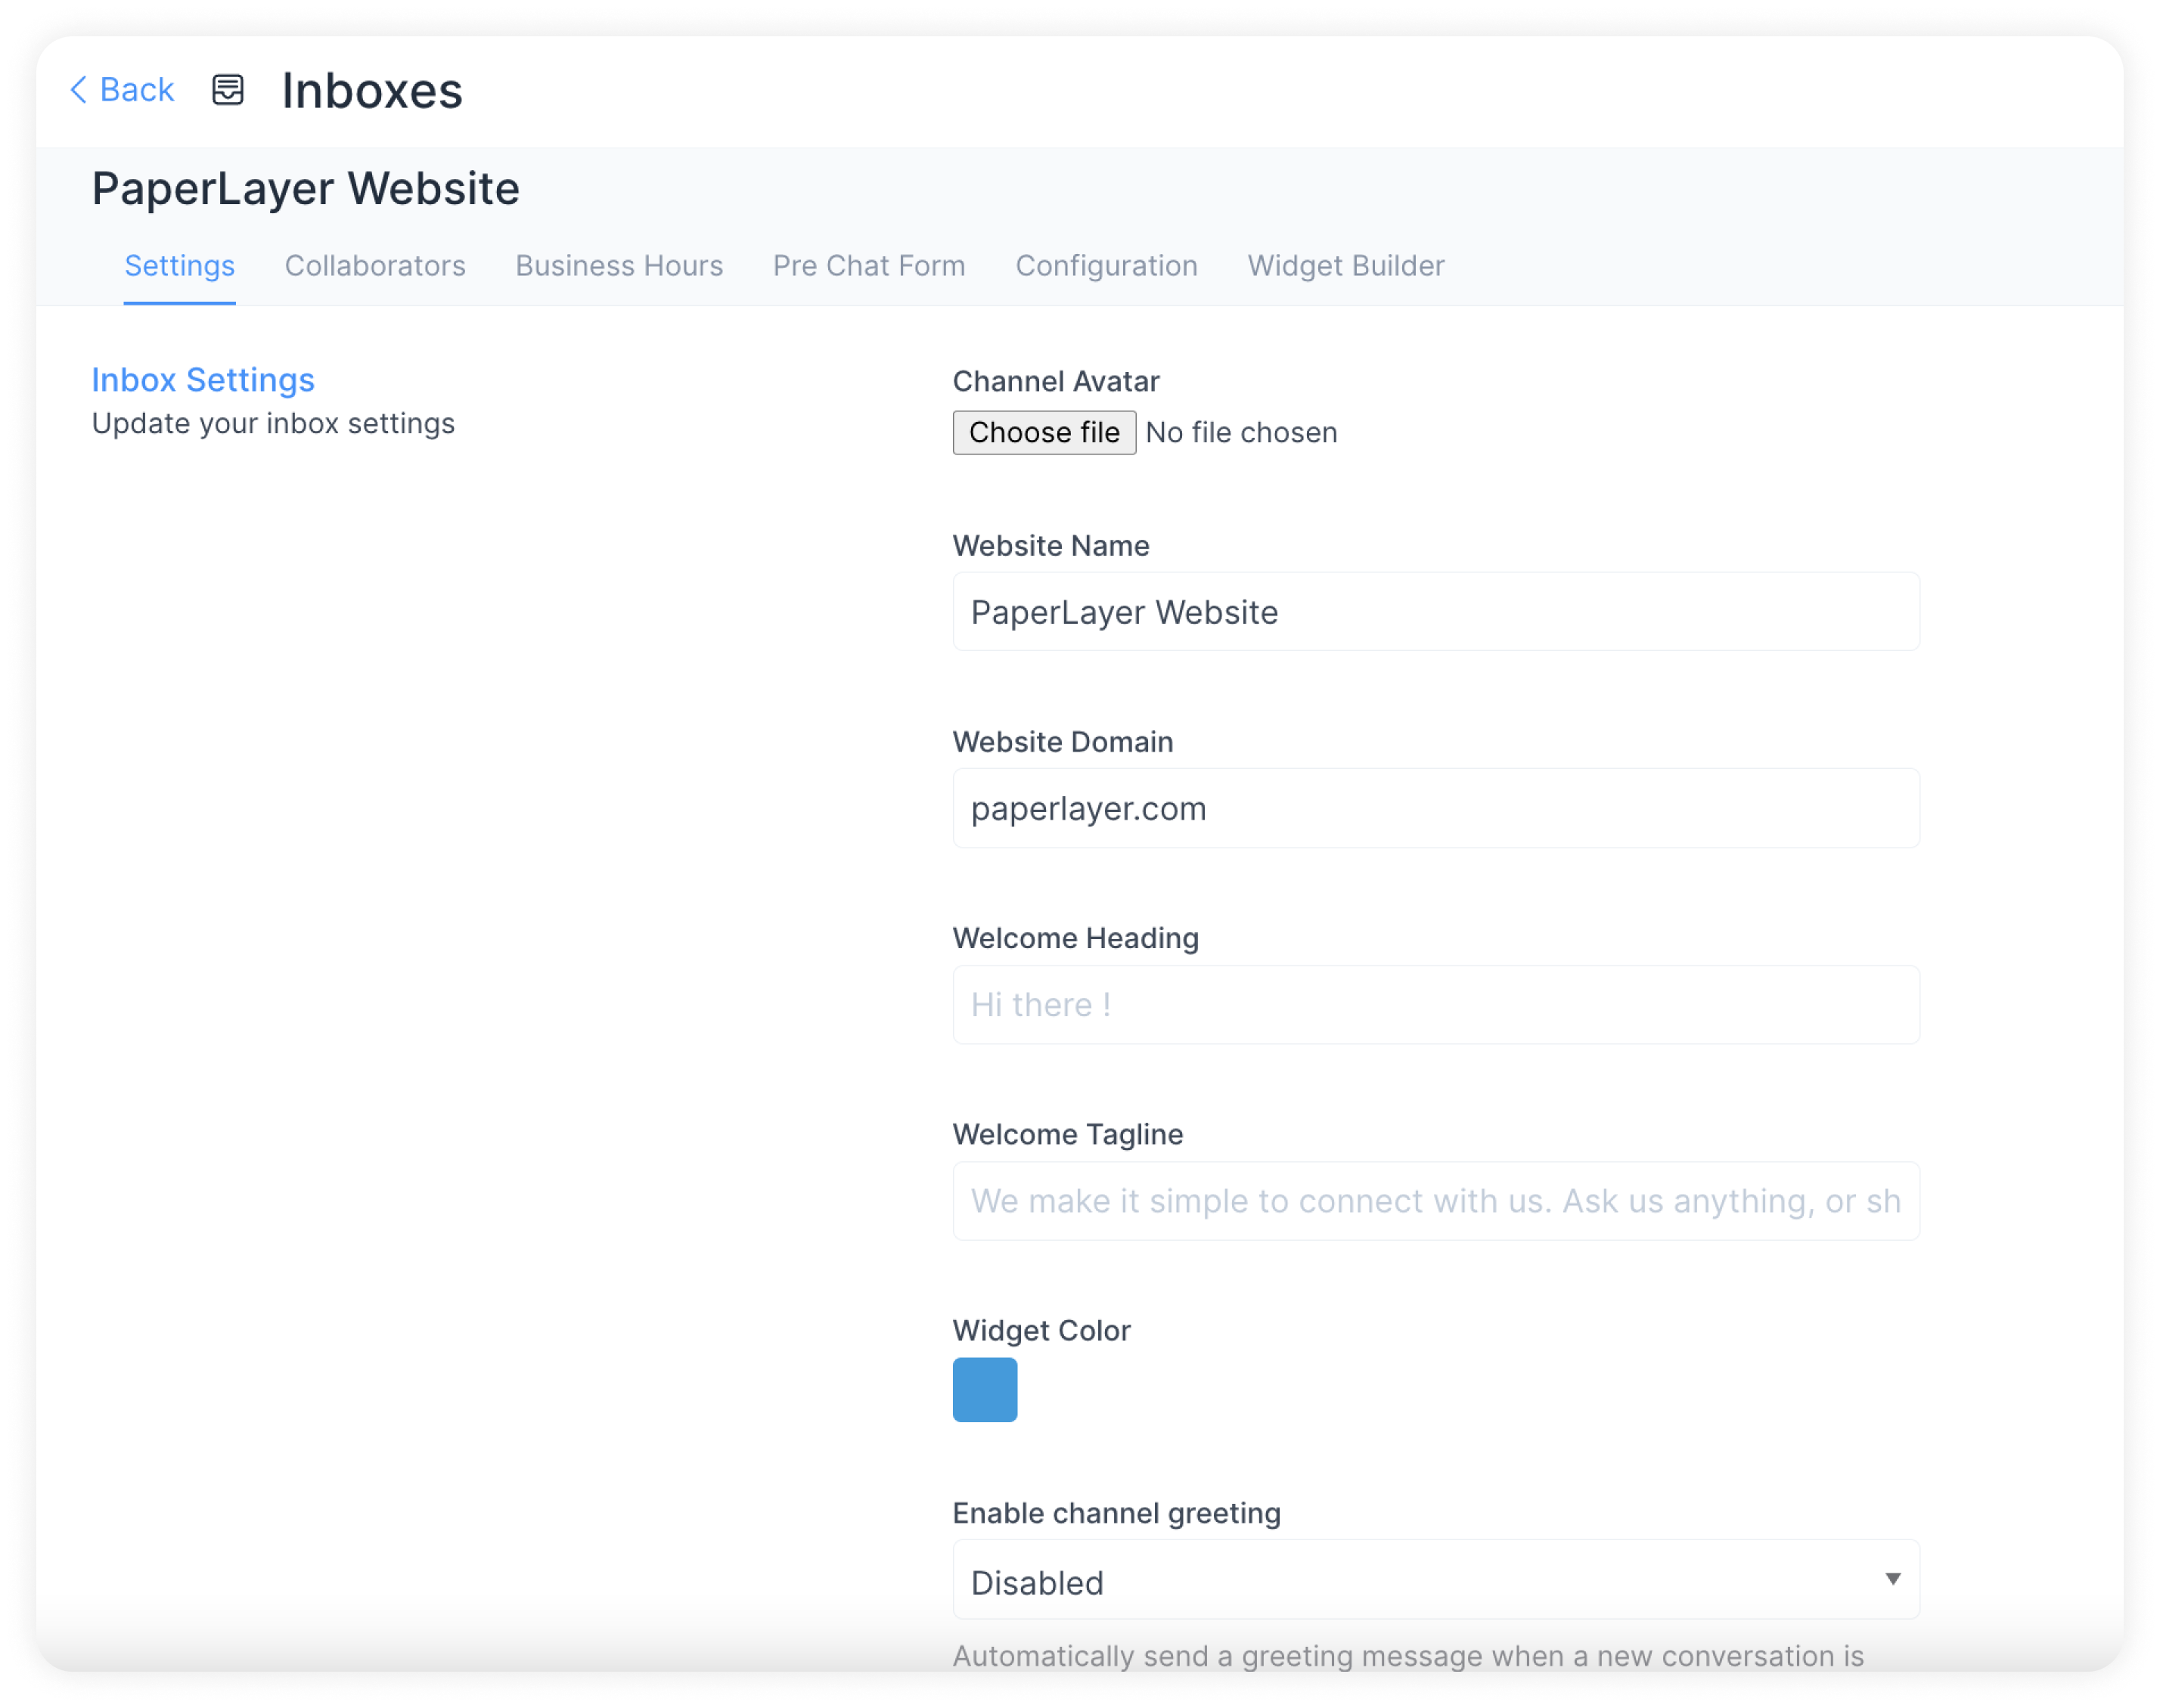 Back Inboxes
PaperLayer Website
Settings Collaborators Business Hours Pre Chat Form Configuration Widget Builder
Inbox Settings
Update your inbox settings
Channel Avatar
Choose file No file chosen
Website Name
PaperLayer Website
Website Domain
paperlayer.com
Welcome Heading
Hi there !
Welcome Tagline
We make it simple to connect with us. Ask us anything, or sh
Widget Color
Enable channel greeting
Disabled
Automatically send a greeting message when a new conversation is